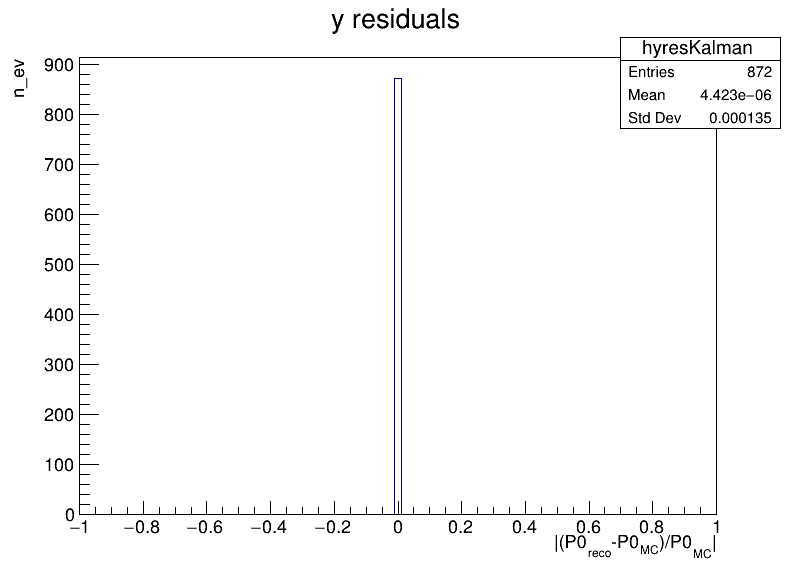 y residuals
hyresKalman
Entries 872
Mean 4.423e−06
Std Dev 0.000135
n_ev
900
800
700
600
500
400
300
200
100
0
−1 −0.8 −0.6 −0.4 −0.2 0 0.2 0.4 0.6 0.8 1
|(P0reco-P0MC)/P0MC|